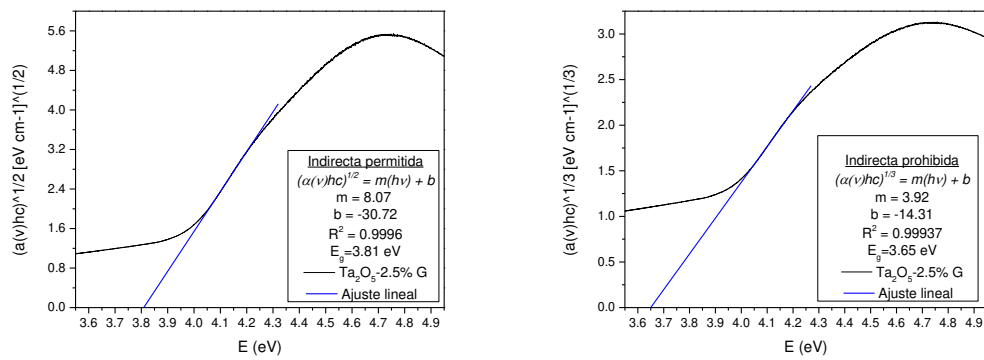 5.6
4.8
4.0
3.2
2.4
1.6
0.8
0.0
(a(v)hc)^1/2 [eV cm-1]^(1/2)
3.6 3.7 3.8 3.9 4.0 4.1 4.2 4.3 4.4 4.5 4.6 4.7 4.8 4.9
E (eV)
Indirecta permitida
(α(ν)hc)^{1/2} = m(hν) + b
m = 8.07
b = -30.72
R² = 0.9996
E_g=3.81 eV
Ta₂O₅-2.5% G
Ajuste lineal
3.0
2.5
2.0
1.5
1.0
0.5
0.0
(a(v)hc)^1/3 [eV cm-1]^(1/3)
3.6 3.7 3.8 3.9 4.0 4.1 4.2 4.3 4.4 4.5 4.6 4.7 4.8 4.9
E (eV)
Indirecta prohibida
(α(ν)hc)^{1/3} = m(hν) + b
m = 3.92
b = -14.31
R² = 0.99937
E_g=3.65 eV
Ta₂O₅-2.5% G
Ajuste lineal